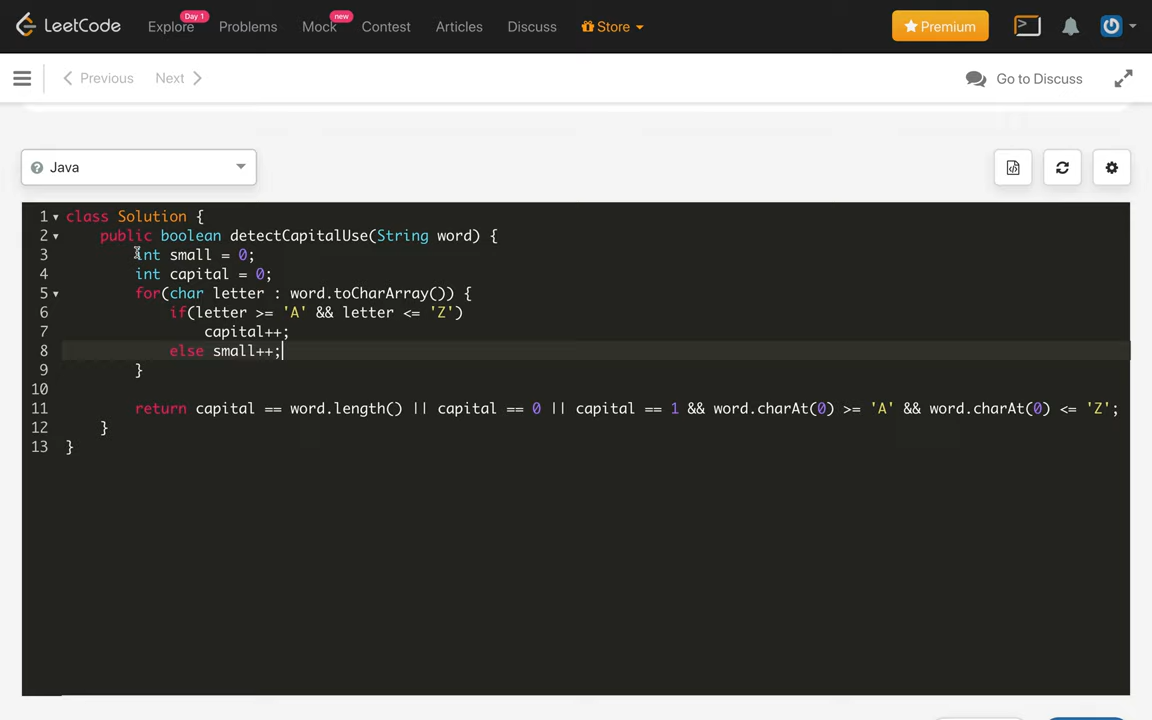 LeetCode Explore Day 1 Problems Mock new Contest Articles Discuss Store Premium
Previous Next Go to Discuss
Java
1 class Solution {
2 public boolean detectCapitalUse(String word) {
3 int small = 0;
4 int capital = 0;
5 for(char letter : word.toCharArray()) {
6 if(letter >= 'A' && letter <= 'Z')
7 capital++;
8 else small++;
9 }
10
11 return capital == word.length() || capital == 0 || capital == 1 && word.charAt(0) >= 'A' && word.charAt(0) <= 'Z';
12 }
13 }